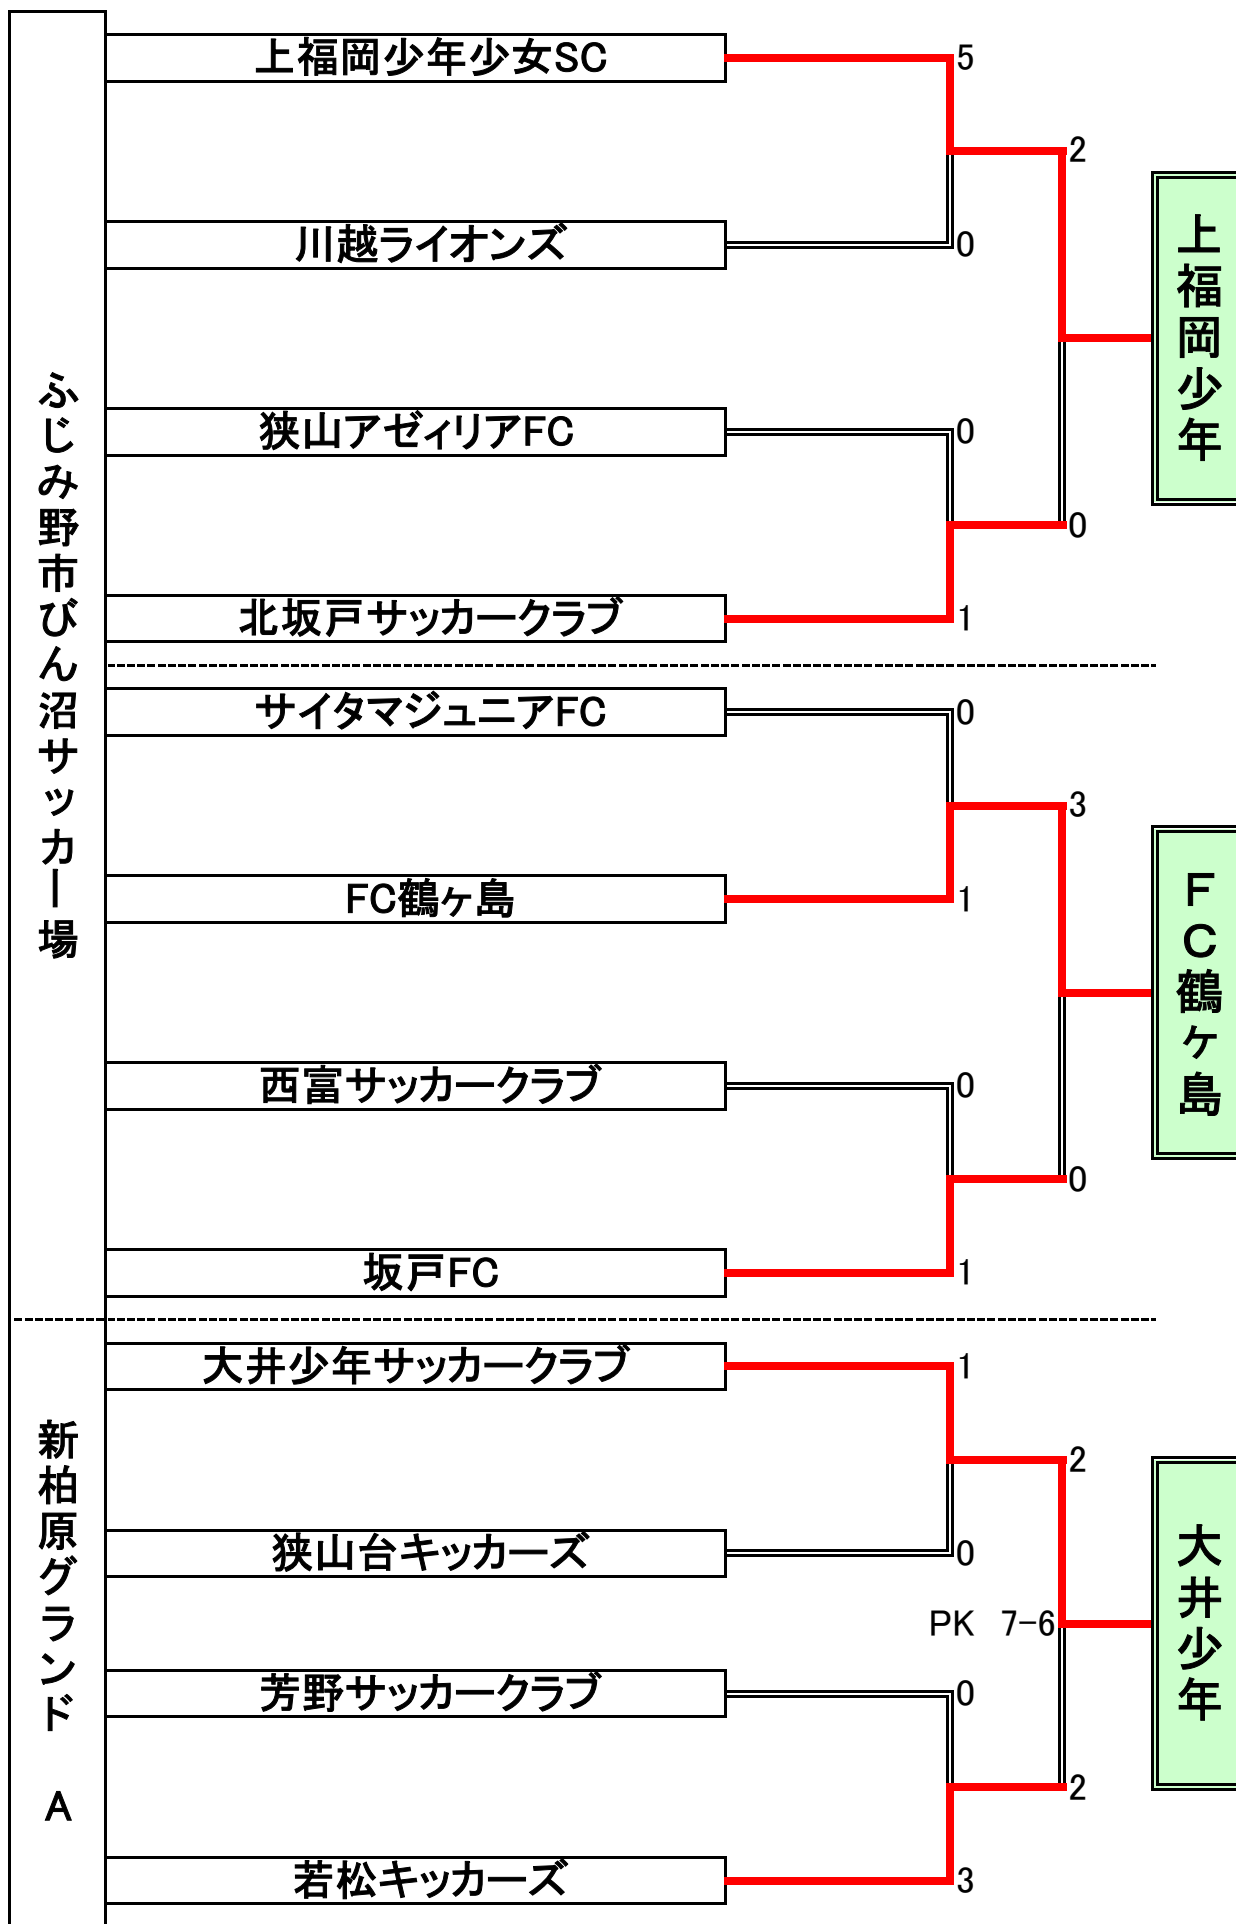 ふじみ野市びん沼サッカー場
上福岡少年少女SC
5
2
川越ライオンズ
0
上福岡少年
狭山アゼィリアFC
0
0
北坂戸サッカークラブ
1
サイタマジュニアFC
0
3
FC鶴ヶ島
1
FC鶴ヶ島
西富サッカークラブ
0
0
坂戸FC
1
新柏原グランド A
大井少年サッカークラブ
1
2
狭山台キッカーズ
0
大井少年
PK 7-6
芳野サッカークラブ
0
2
若松キッカーズ
3